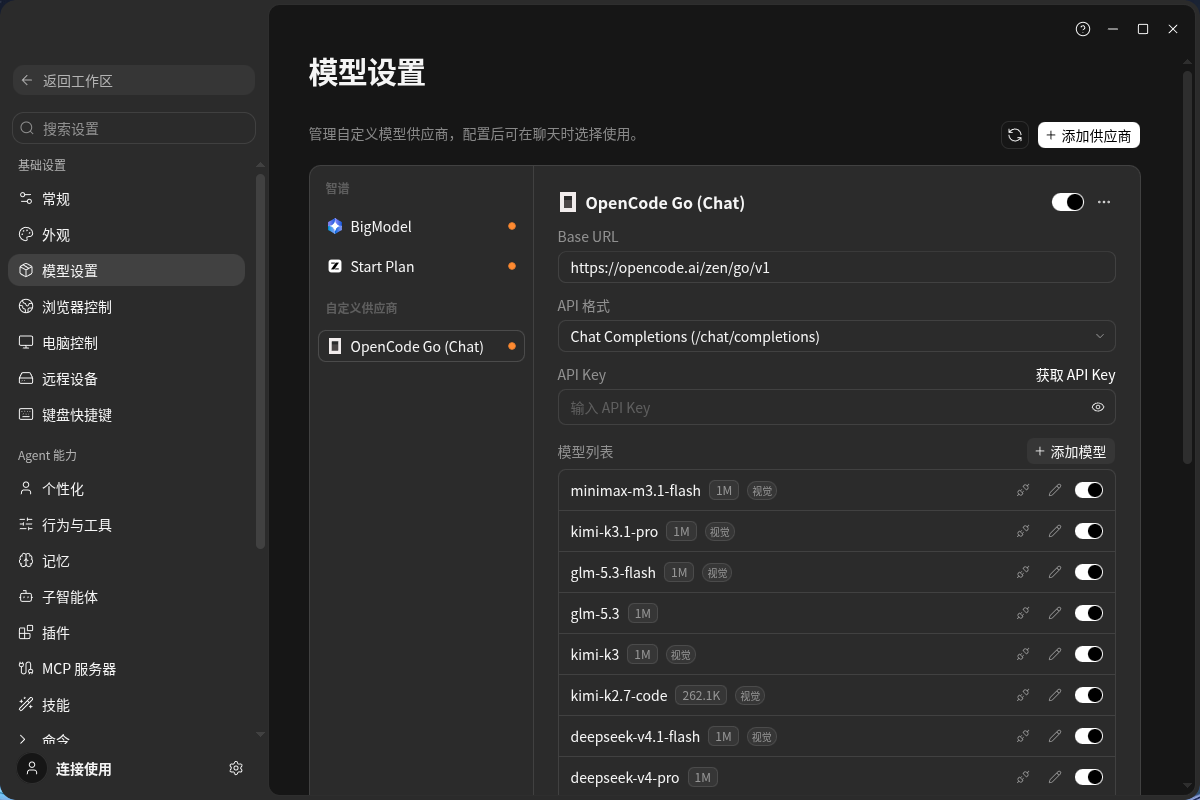 返回工作区
搜索设置
基础设置
常规
外观
模型设置
浏览器控制
电脑控制
远程设备
键盘快捷键
Agent 能力
个性化
行为与工具
记忆
子智能体
插件
MCP 服务器
技能
命令
连接使用
模型设置
管理自定义模型供应商，配置后可在聊天时选择使用。
添加供应商
智谱
BigModel
Start Plan
自定义供应商
OpenCode Go (Chat)
OpenCode Go (Chat)
Base URL
https://opencode.ai/zen/go/v1
API 格式
Chat Completions (/chat/completions)
API Key
获取 API Key
输入 API Key
模型列表
添加模型
minimax-m3.1-flash 1M 视觉
kimi-k3.1-pro 1M 视觉
glm-5.3-flash 1M 视觉
glm-5.3 1M
kimi-k3 1M 视觉
kimi-k2.7-code 262.1K 视觉
deepseek-v4.1-flash 1M 视觉
deepseek-v4-pro 1M